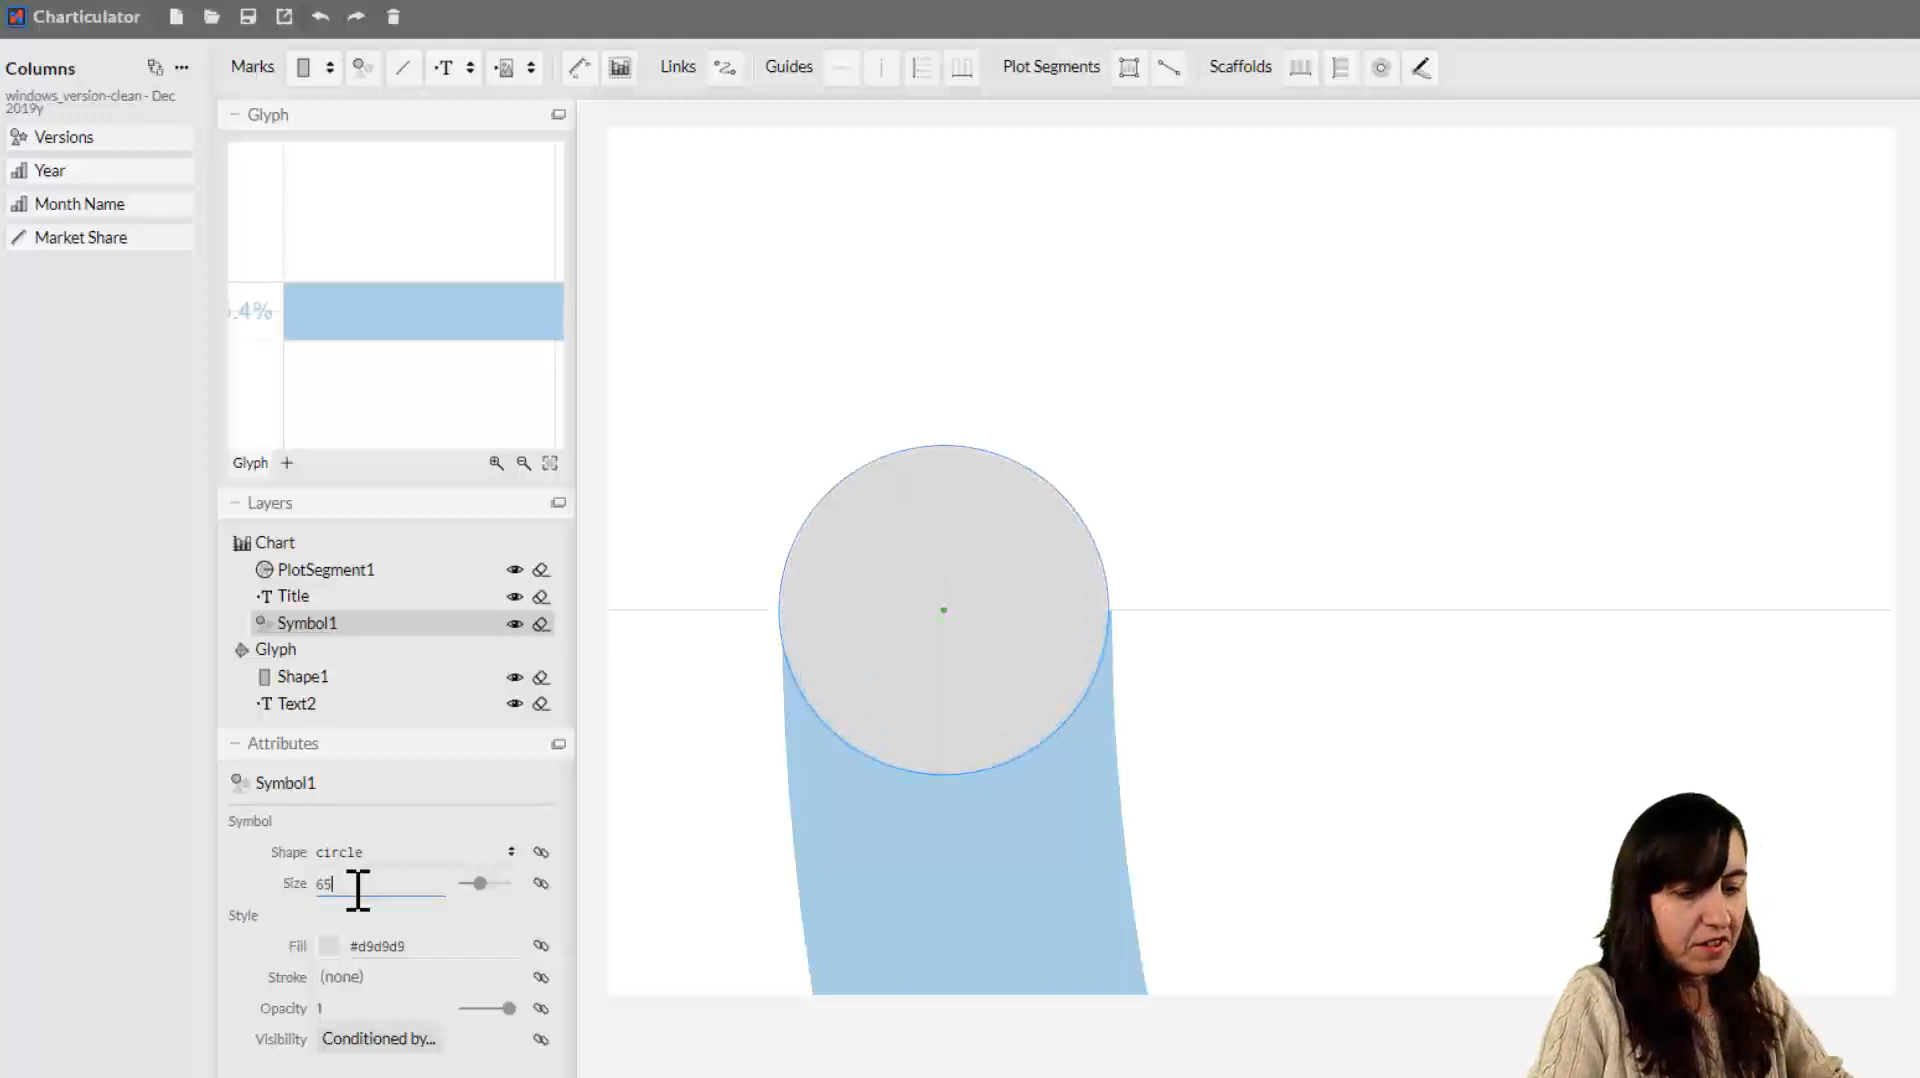 Charticulator
Columns
windows_version-clean - Dec
2019y
Versions
Year
Month Name
Market Share
Marks
T
Links
Guides
Plot Segments
Scaffolds
Glyph
.4%
Glyph +
Layers
Chart
PlotSegment1
T Title
Symbol1
Glyph
Shape1
T Text2
Attributes
Symbol1
Symbol
Shape circle
Size 65
Style
Fill #d9d9d9
Stroke (none)
Opacity 1
Visibility Conditioned by...